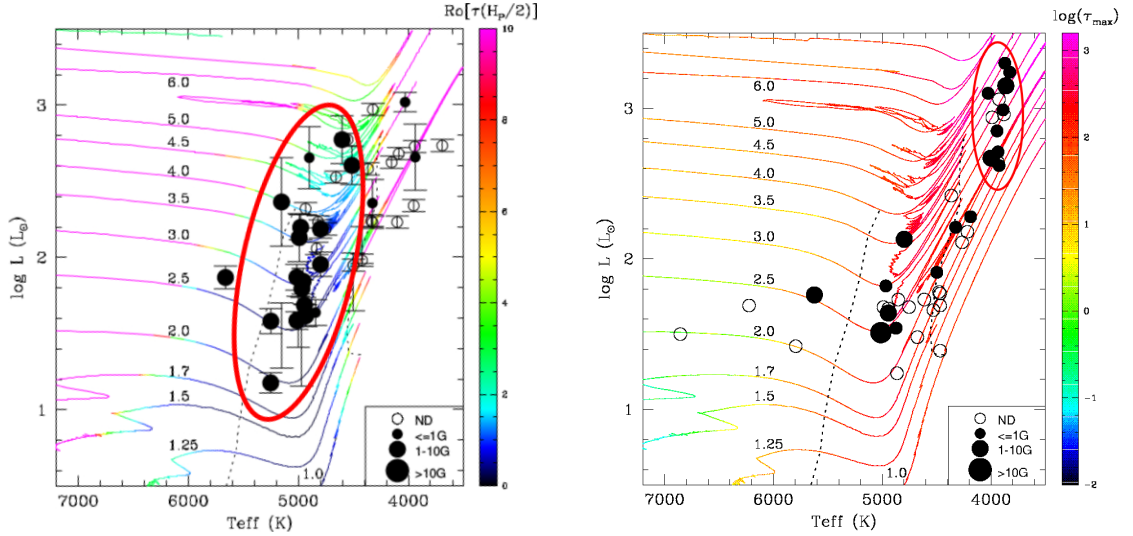 Ro[τ(H_P/2)]
log(τ_max)
10
8
6
4
2
0
3
2
1
log L (L_⊙)
6.0
5.0
4.5
4.0
3.5
3.0
2.5
2.0
1.7
1.5
1.25
1.0
ND
<=1G
1-10G
>10G
7000 6000 5000 4000
Teff (K)
3
2
1
0
-1
-2
3
2
1
log L (L_⊙)
6.0
5.0
4.5
4.0
3.5
3.0
2.5
2.0
1.7
1.5
1.25
1.0
ND
<=1G
1-10G
>10G
7000 6000 5000 4000
Teff (K)